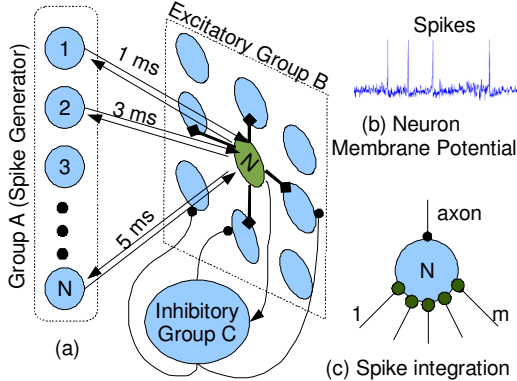 Group A (Spike Generator)
1
2
3
N
(a)
1 ms
3 ms
5 ms
Excitatory Group B
N
Inhibitory
Group C
Spikes
(b) Neuron
Membrane Potential
axon
N
1
m
(c) Spike integration